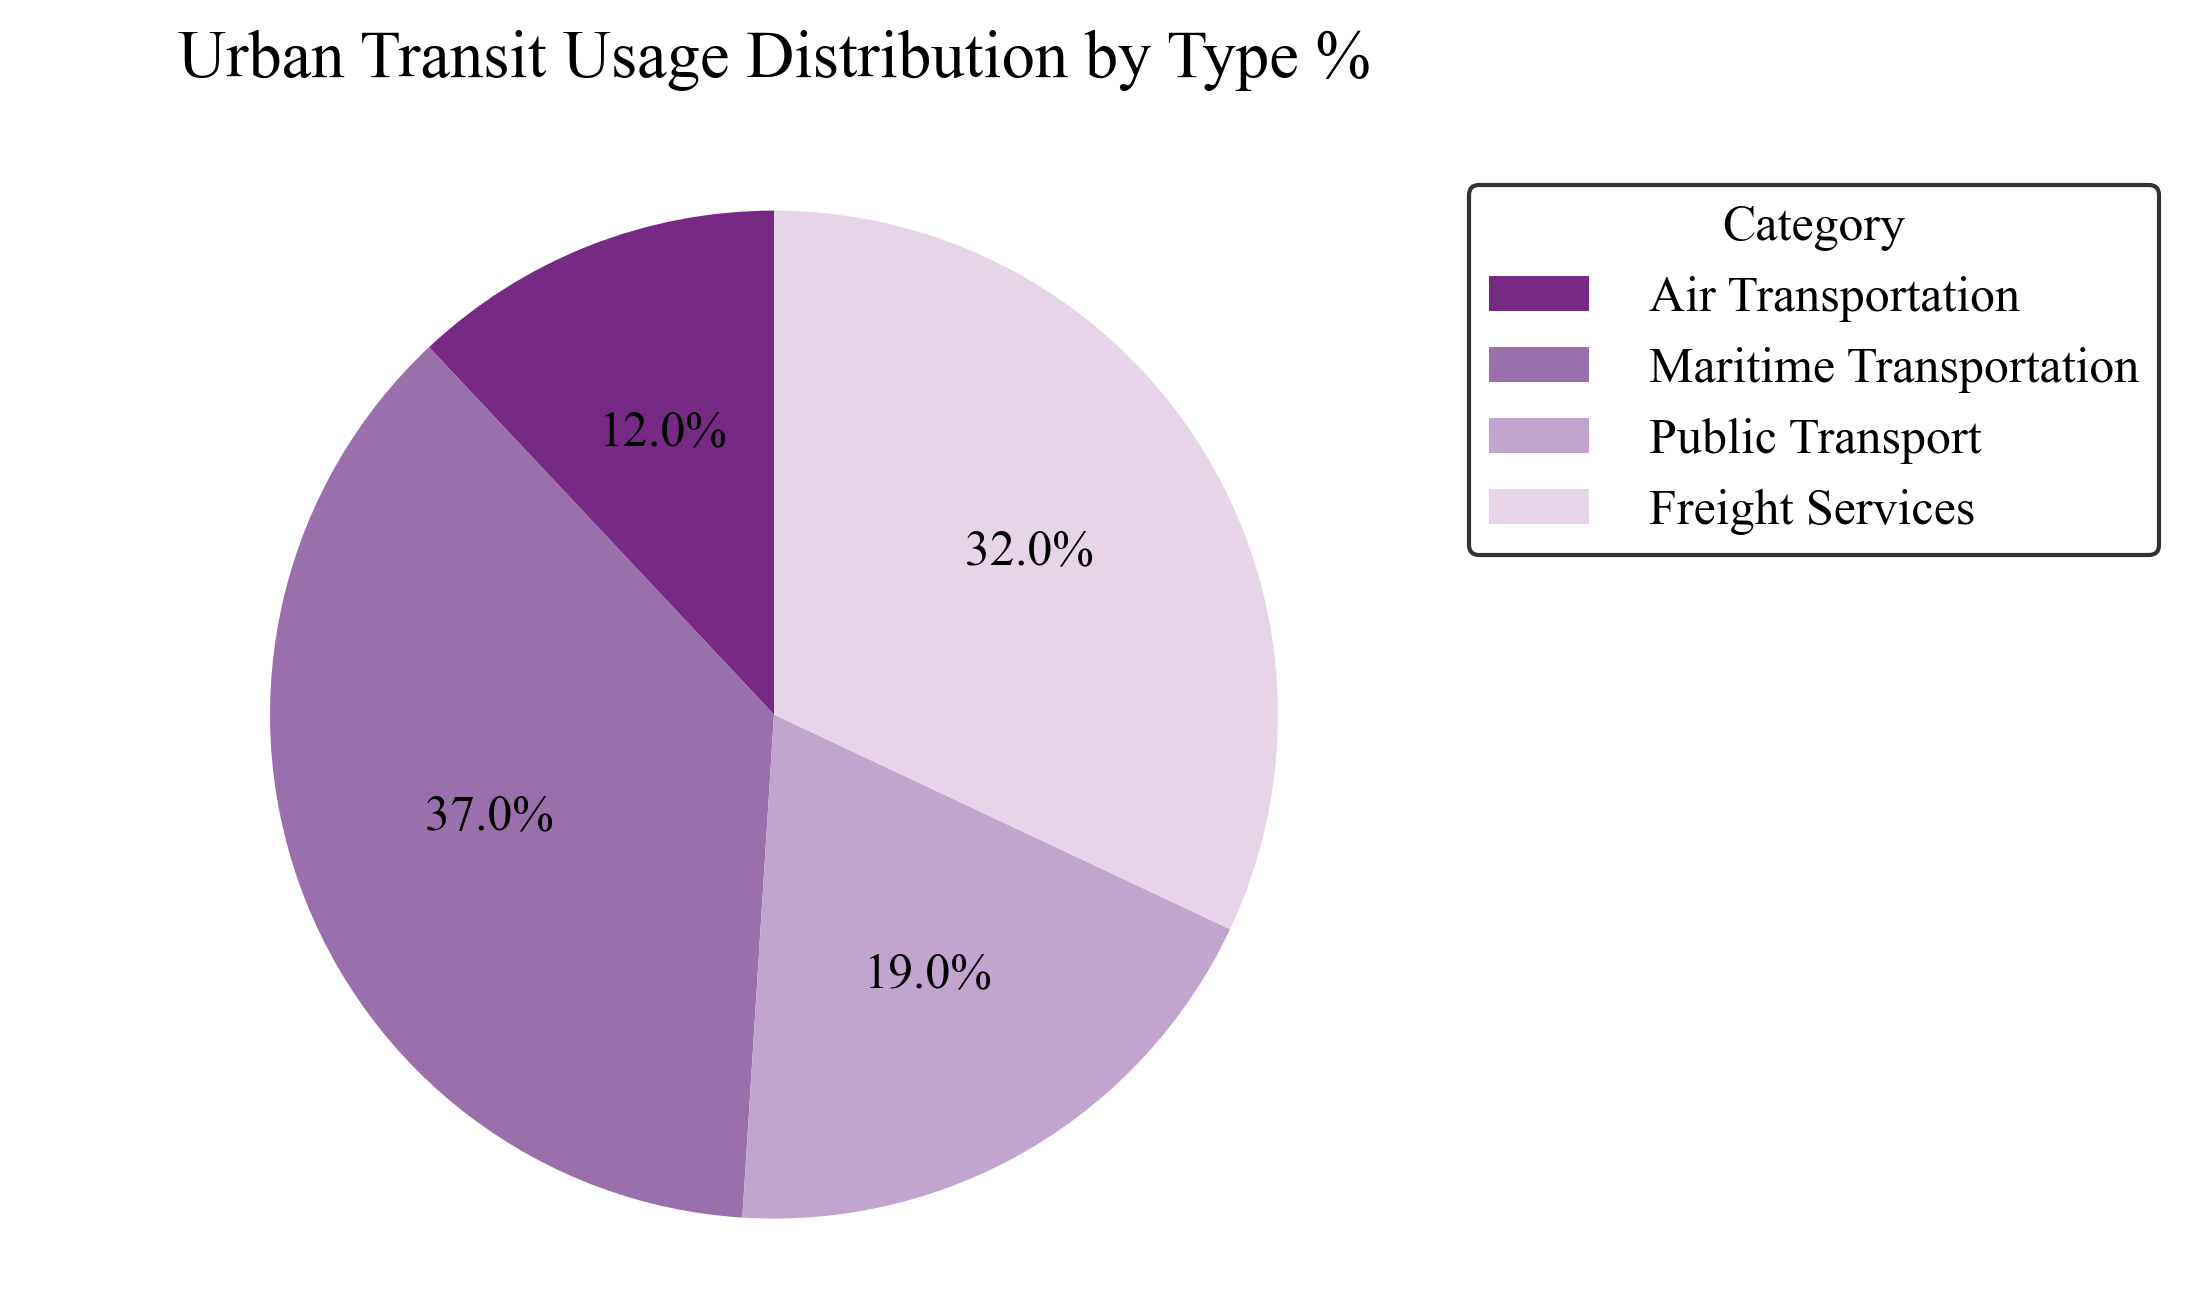 Urban Transit Usage Distribution by Type %
Category
Air Transportation
Maritime Transportation
Public Transport
Freight Services
12.0%
32.0%
37.0%
19.0%